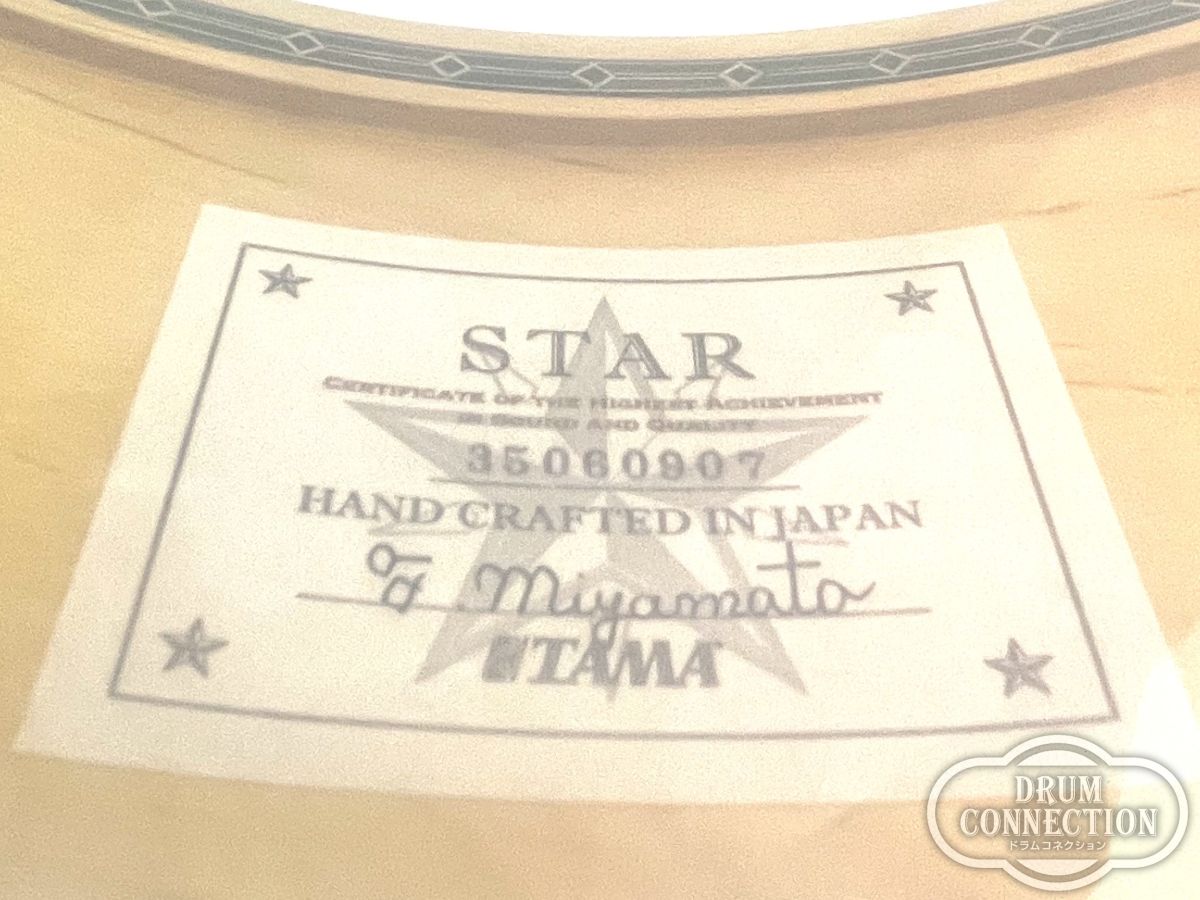 STAR
CERTIFICATE OF THE HIGHEST ACHIEVEMENT
IN SOUND AND QUALITY
35060907
HAND CRAFTED IN JAPAN
Miyamata
TAMA
DRUM
CONNECTION
ドラムコネクション